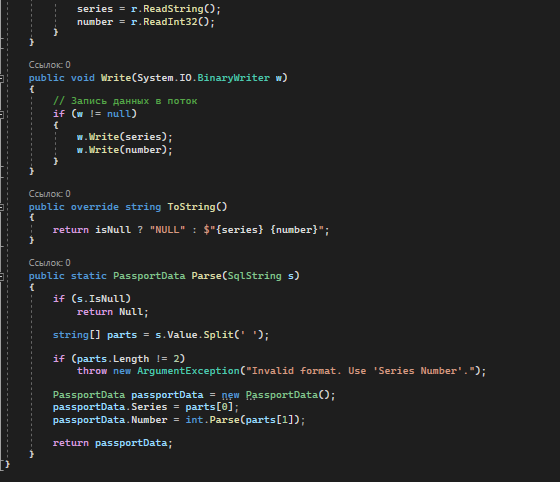 series = r.ReadString();
number = r.ReadInt32();
}
}
Ссылок: 0
public void Write(System.IO.BinaryWriter w)
{
// Запись данных в поток
if (w != null)
{
w.Write(series);
w.Write(number);
}
}
Ссылок: 0
public override string ToString()
{
return isNull ? "NULL" : $"{series} {number}";
}
Ссылок: 0
public static PassportData Parse(SqlString s)
{
if (s.IsNull)
return Null;
string[] parts = s.Value.Split(' ');
if (parts.Length != 2)
throw new ArgumentException("Invalid format. Use 'Series Number'.");
PassportData passportData = new PassportData();
passportData.Series = parts[0];
passportData.Number = int.Parse(parts[1]);
return passportData;
}
}